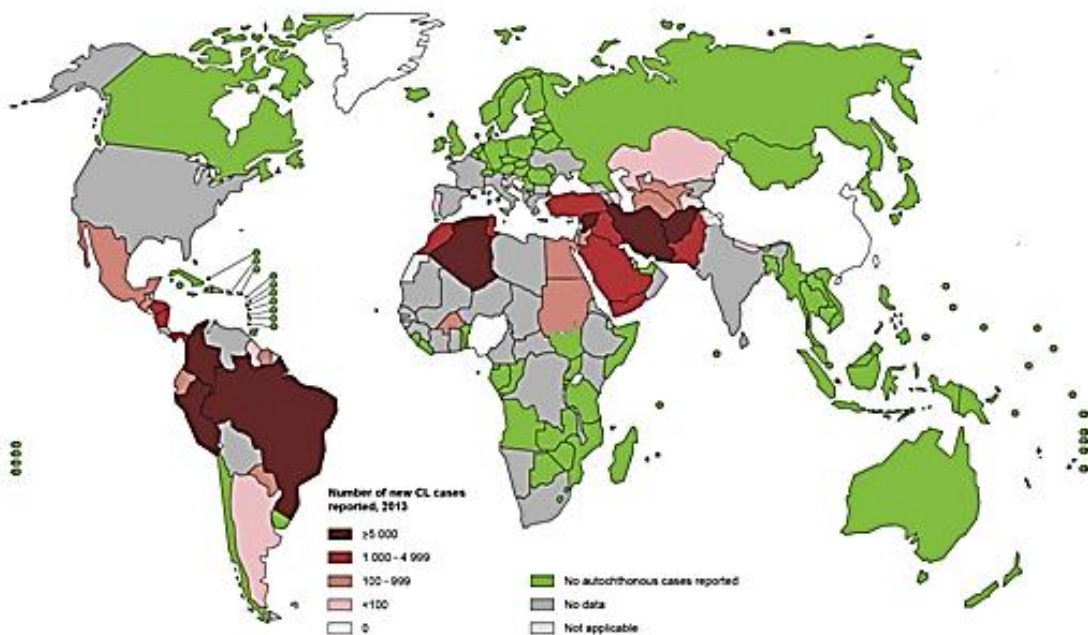 Number of new CL cases
reported, 2013
≥5 000
1 000 - 4 999
100 - 999
<100
0
No autochthonous cases reported
No data
Not applicable